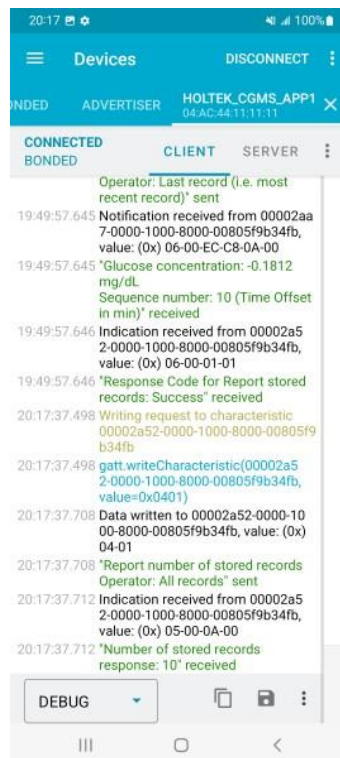 20:17 100%
Devices DISCONNECT
ONDED ADVERTISER HOLTEK_CGMS_APP1
04:AC:44:11:11:11
CONNECTED
BONDED CLIENT SERVER
Operator: Last record (i.e. most
recent record)" sent
19:49:57.645 Notification received from 00002aa
7-0000-1000-8000-00805f9b34fb,
value: (0x) 06-00-EC-C8-0A-00
19:49:57.645 "Glucose concentration: -0.1812
mg/dL
Sequence number: 10 (Time Offset
in min)" received
19:49:57.646 Indication received from 00002a5
2-0000-1000-8000-00805f9b34fb,
value: (0x) 06-00-01-01
19:49:57.646 "Response Code for Report stored
records: Success" received
20:17:37.498 Writing request to characteristic
00002a52-0000-1000-8000-00805f9
b34fb
20:17:37.498 gatt.writeCharacteristic(00002a5
2-0000-1000-8000-00805f9b34fb,
value=0x0401)
20:17:37.708 Data written to 00002a52-0000-10
00-8000-00805f9b34fb, value: (0x)
04-01
20:17:37.708 "Report number of stored records
Operator: All records" sent
20:17:37.712 Indication received from 00002a5
2-0000-1000-8000-00805f9b34fb,
value: (0x) 05-00-0A-00
20:17:37.712 "Number of stored records
response: 10" received
DEBUG